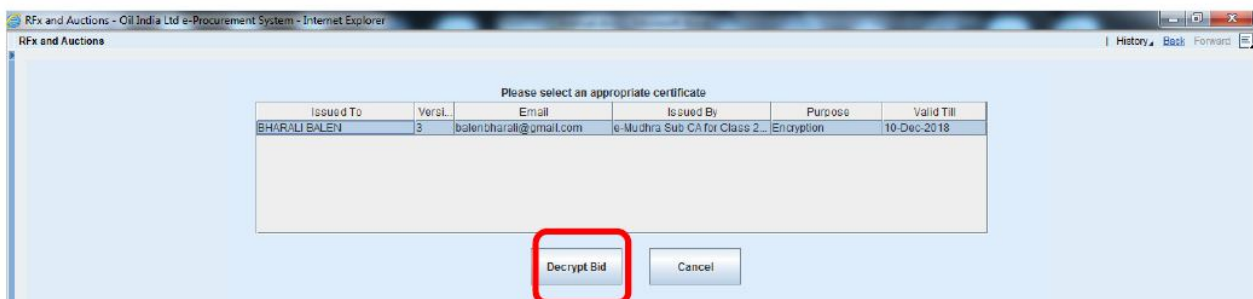 RFx and Auctions - Oil India Ltd e-Procurement System - Internet Explorer
RFx and Auctions | History Back Forward
Please select an appropriate certificate
Issued To Versi... Email Issued By Purpose Valid Till
BHARALI BALEN 3 balenbharali@gmail.com e-Mudhra Sub CA for Class 2... Encryption 10-Dec-2018
Decrypt Bid Cancel